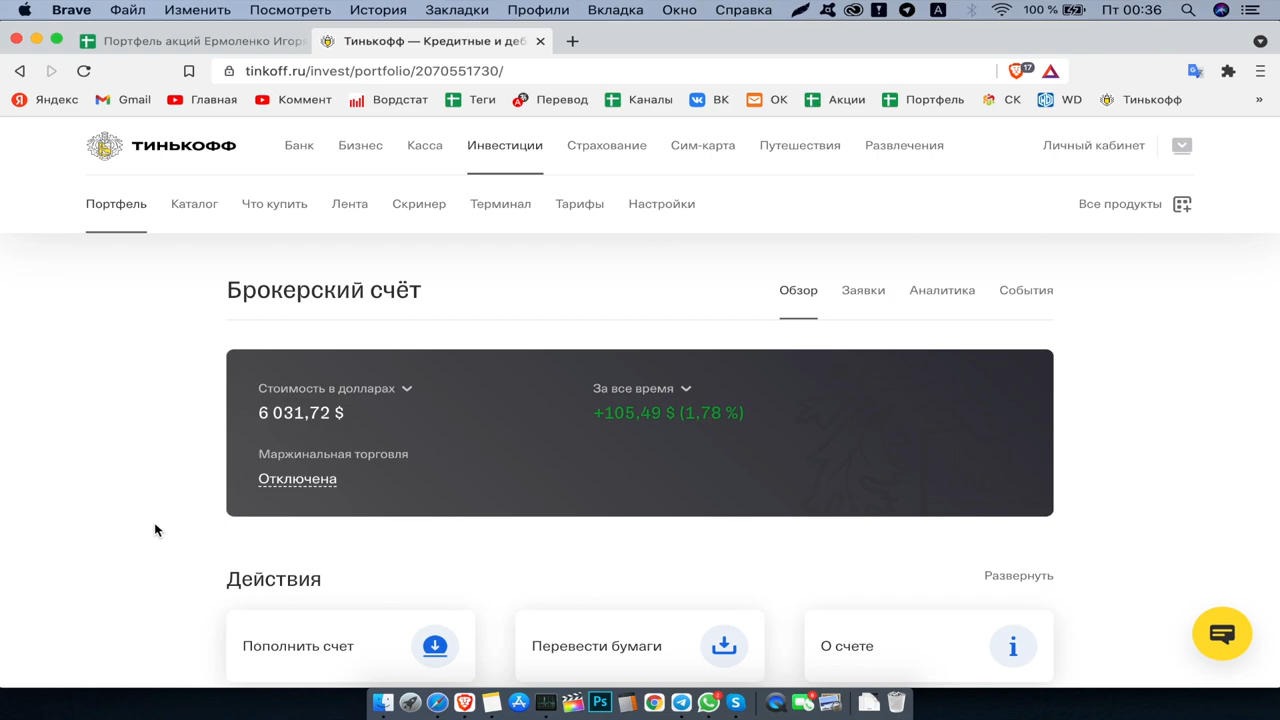 Brave Файл Изменить Посмотреть История Закладки Профили Вкладка Окно Справка A 100 % Пт 00:36
Портфель акций Ермоленко Игоря Тинькофф — Кредитные и деб
tinkoff.ru/invest/portfolio/2070551730/ 17
Яндекс Gmail Главная Коммент Вордстат Теги Перевод Каналы ВК ОК Акции Портфель СК WD Тинькофф »
ТИНЬКОФФ Банк Бизнес Касса Инвестиции Страхование Сим-карта Путешествия Развлечения Личный кабинет
Портфель Каталог Что купить Лента Скринер Терминал Тарифы Настройки Все продукты
Брокерский счёт Обзор Заявки Аналитика События
Стоимость в долларах За все время
6 031,72 $ +105,49 $ (1,78 %)
Маржинальная торговля
Отключена
Действия Развернуть
Пополнить счет Перевести бумаги О счете
Ps